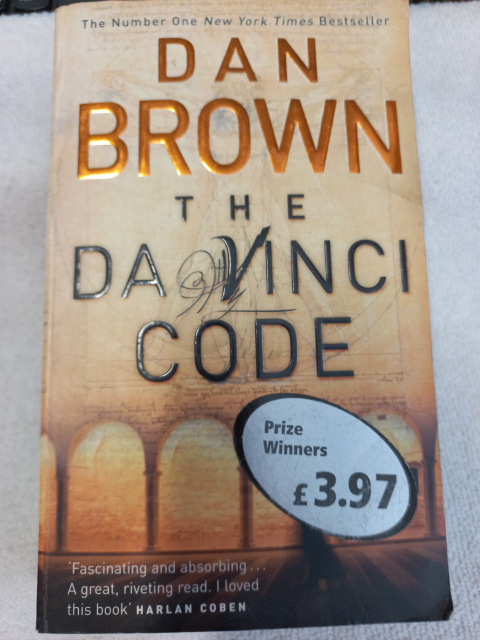 The Number One New York Times Bestseller
DAN
BROWN
THE
DA VINCI
CODE
Prize
Winners
£3.97
'Fascinating and absorbing...
A great, riveting read. I loved
this book' HARLAN COBEN